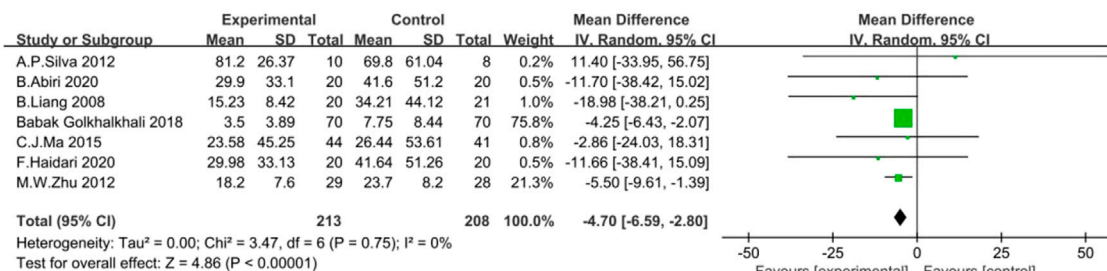 Experimental Control Mean Difference Mean Difference
Study or Subgroup Mean SD Total Mean SD Total Weight IV. Random. 95% CI IV. Random. 95% CI
A.P.Silva 2012 81.2 26.37 10 69.8 61.04 8 0.2% 11.40 [-33.95, 56.75]
B.Abiri 2020 29.9 33.1 20 41.6 51.2 20 0.5% -11.70 [-38.42, 15.02]
B.Liang 2008 15.23 8.42 20 34.21 44.12 21 1.0% -18.98 [-38.21, 0.25]
Babak Golkhalkhali 2018 3.5 3.89 70 7.75 8.44 70 75.8% -4.25 [-6.43, -2.07]
C.J.Ma 2015 23.58 45.25 44 26.44 53.61 41 0.8% -2.86 [-24.03, 18.31]
F.Haidari 2020 29.98 33.13 20 41.64 51.26 20 0.5% -11.66 [-38.41, 15.09]
M.W.Zhu 2012 18.2 7.6 29 23.7 8.2 28 21.3% -5.50 [-9.61, -1.39]
Total (95% CI) 213 208 100.0% -4.70 [-6.59, -2.80]
Heterogeneity: Tau² = 0.00; Chi² = 3.47, df = 6 (P = 0.75); I² = 0%
Test for overall effect: Z = 4.86 (P < 0.00001)
-50 -25 0 25 50
Favours [experimental] Favours [control]